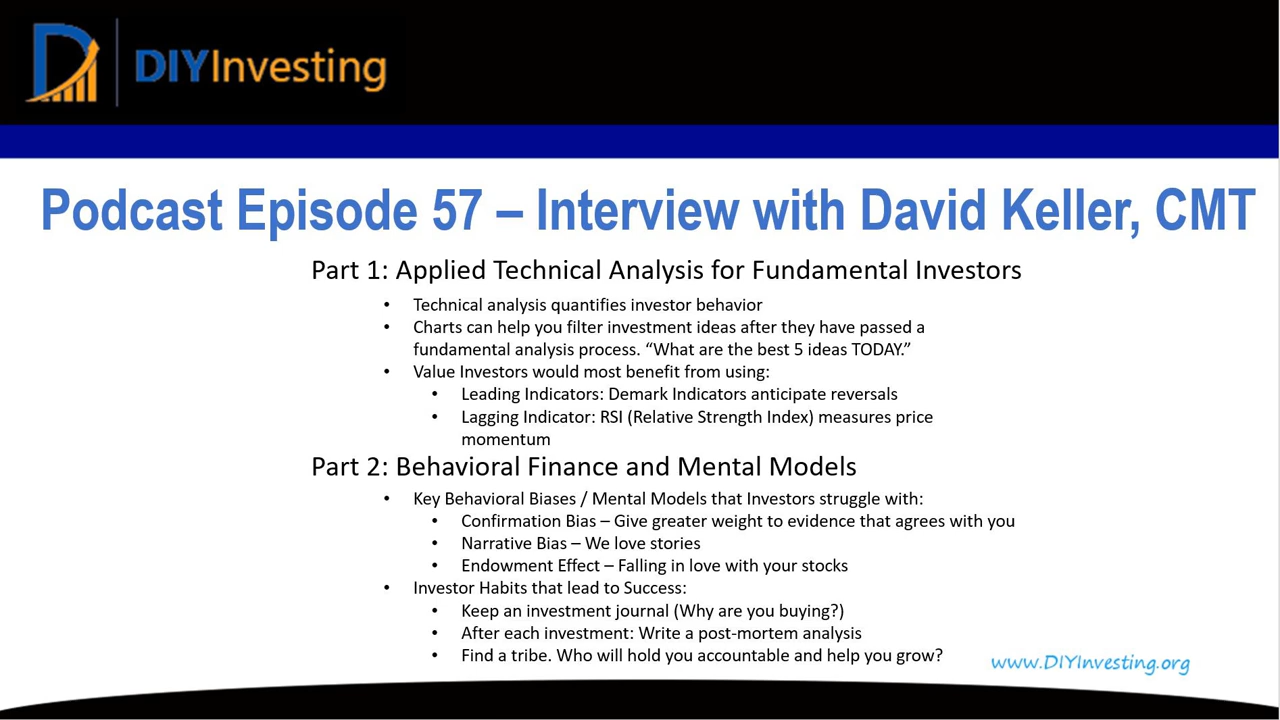 DIYInvesting
Podcast Episode 57 – Interview with David Keller, CMT
Part 1: Applied Technical Analysis for Fundamental Investors
• Technical analysis quantifies investor behavior
• Charts can help you filter investment ideas after they have passed a
fundamental analysis process. “What are the best 5 ideas TODAY.”
• Value Investors would most benefit from using:
• Leading Indicators: Demark Indicators anticipate reversals
• Lagging Indicator: RSI (Relative Strength Index) measures price
momentum
Part 2: Behavioral Finance and Mental Models
• Key Behavioral Biases / Mental Models that Investors struggle with:
• Confirmation Bias – Give greater weight to evidence that agrees with you
• Narrative Bias – We love stories
• Endowment Effect – Falling in love with your stocks
• Investor Habits that lead to Success:
• Keep an investment journal (Why are you buying?)
• After each investment: Write a post-mortem analysis
• Find a tribe. Who will hold you accountable and help you grow?
www.DIYInvesting.org